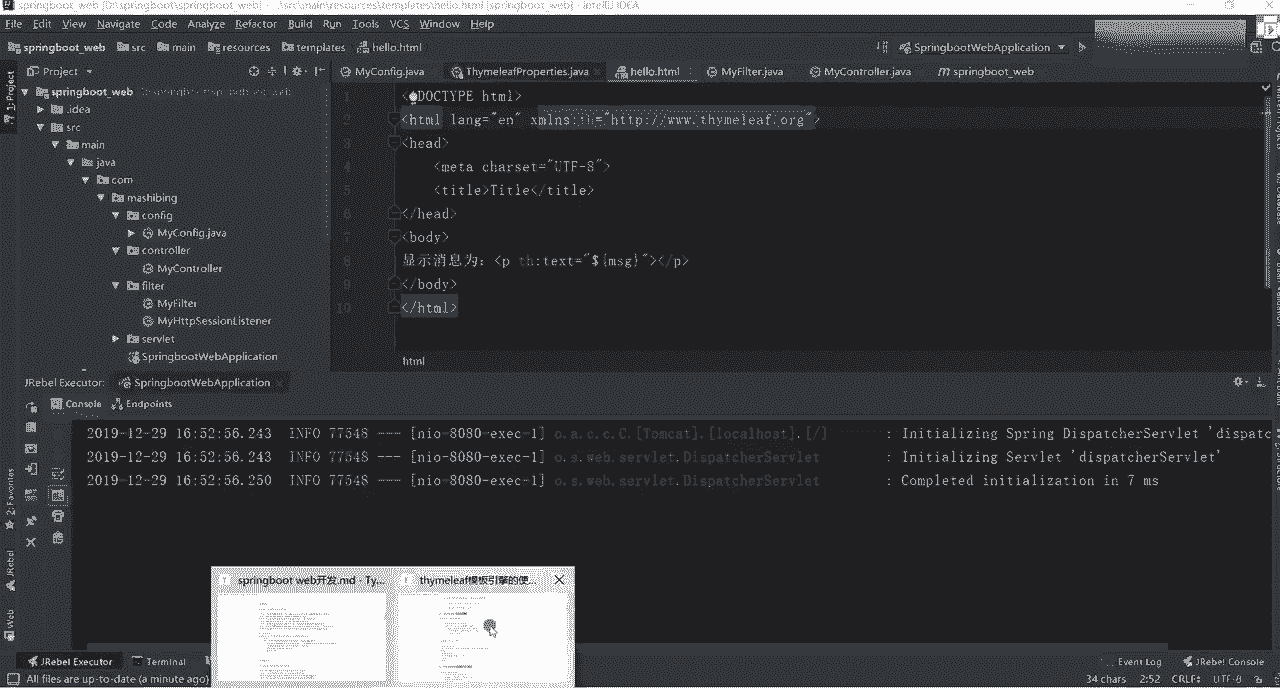 springboot_web [D:\springboot\springboot_web] - ...\src\main\resources\templates\hello.html [springboot_web] - IntelliJ IDEA
File Edit View Navigate Code Analyze Refactor Build Run Tools VCS Window Help
springboot_web src main resources templates hello.html SpringbootWebApplication
Project MyConfig.java ThymeleafProperties.java hello.html MyFilter.java MyController.java springboot_web
1: Project
springboot_web
.idea
src
main
java
com
mashibing
config
MyConfig.java
controller
MyController
filter
MyFilter
MyHttpSessionListener
servlet
SpringbootWebApplication
1 <!DOCTYPE html>
2 <html lang="en" xmlns:th="http://www.thymeleaf.org">
3 <head>
4 <meta charset="UTF-8">
5 <title>Title</title>
6 </head>
7 <body>
8 显示消息为：<p th:text="${msg}"></p>
9 </body>
10 </html>
html
JRebel Executor: SpringbootWebApplication
Console Endpoints
2019-12-29 16:52:56.243 INFO 77548 --- [nio-8080-exec-1] o.a.c.c.C.[Tomcat].[localhost].[/] : Initializing Spring DispatcherServlet 'dispatc
2019-12-29 16:52:56.243 INFO 77548 --- [nio-8080-exec-1] o.s.web.servlet.DispatcherServlet : Initializing Servlet 'dispatcherServlet'
2019-12-29 16:52:56.250 INFO 77548 --- [nio-8080-exec-1] o.s.web.servlet.DispatcherServlet : Completed initialization in 7 ms
2: Favorites
JRebel
Web
springboot web开发.md - Ty... thymeleaf模板引擎的使...
JRebel Executor Terminal Event Log JRebel Console
All files are up-to-date (a minute ago) 34 chars 2:52 CRLF UTF-8